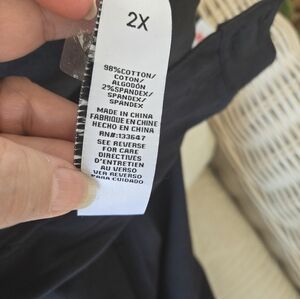 2X
98%COTTON/
COTON/
ALGODÓN
2%SPANDEX/
SPANDEX/
SPANDEX
MADE IN CHINA
FABRIQUE EN CHINE
HECHO EN CHINA
RN#:133647
SEE REVERSE
FOR CARE
DIRECTIVES
D'ENTRETIEN
AU VERSO
VER REVERSO
PARA CUIDADO